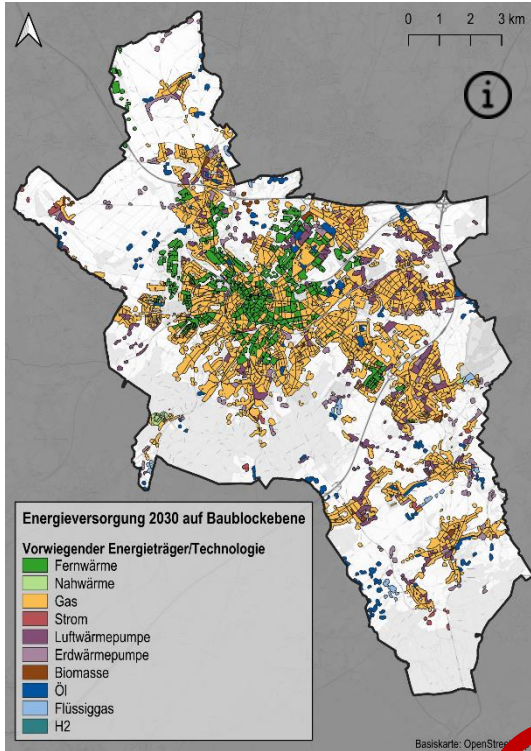 0 1 2 3 km
i
Energieversorgung 2030 auf Baublockebene
Vorwiegender Energieträger/Technologie
Fernwärme
Nahwärme
Gas
Strom
Luftwärmepumpe
Erdwärmepumpe
Biomasse
Öl
Flüssiggas
H2
Basiskarte: OpenStree